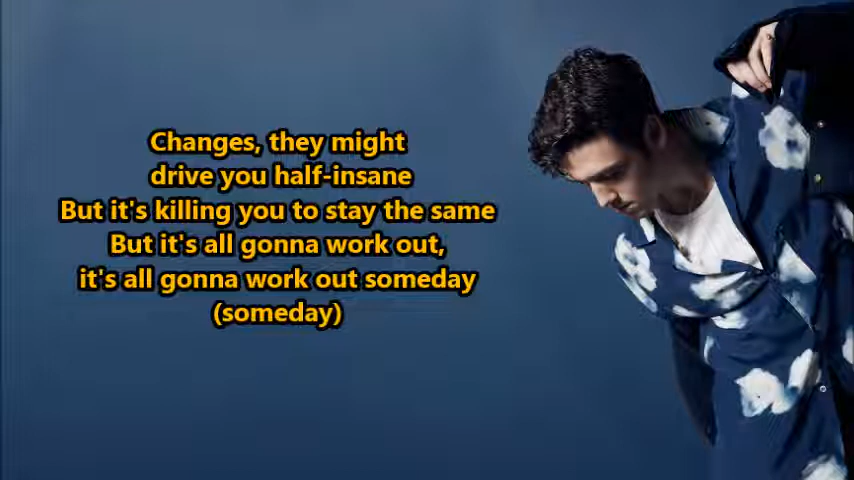 Changes, they might
drive you half-insane
But it's killing you to stay the same
But it's all gonna work out,
it's all gonna work out someday
(someday)